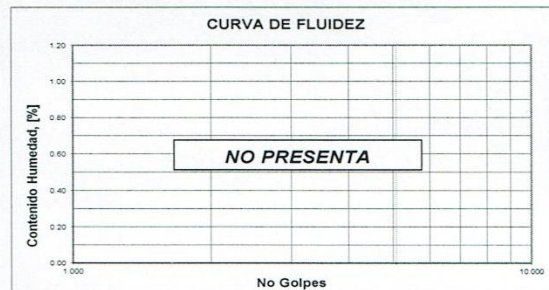 CURVA DE FLUIDEZ
Contenido Humedad, [%]
1.20
1.00
0.80
0.60
0.40
0.20
0.00
NO PRESENTA
1.000
10.000
No Golpes